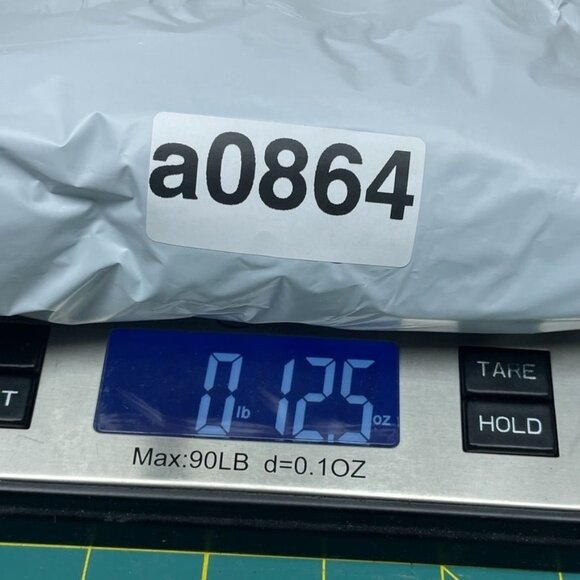 a0864
0 lb 12.5 oz
TARE
T
HOLD
Max:90LB d=0.1OZ